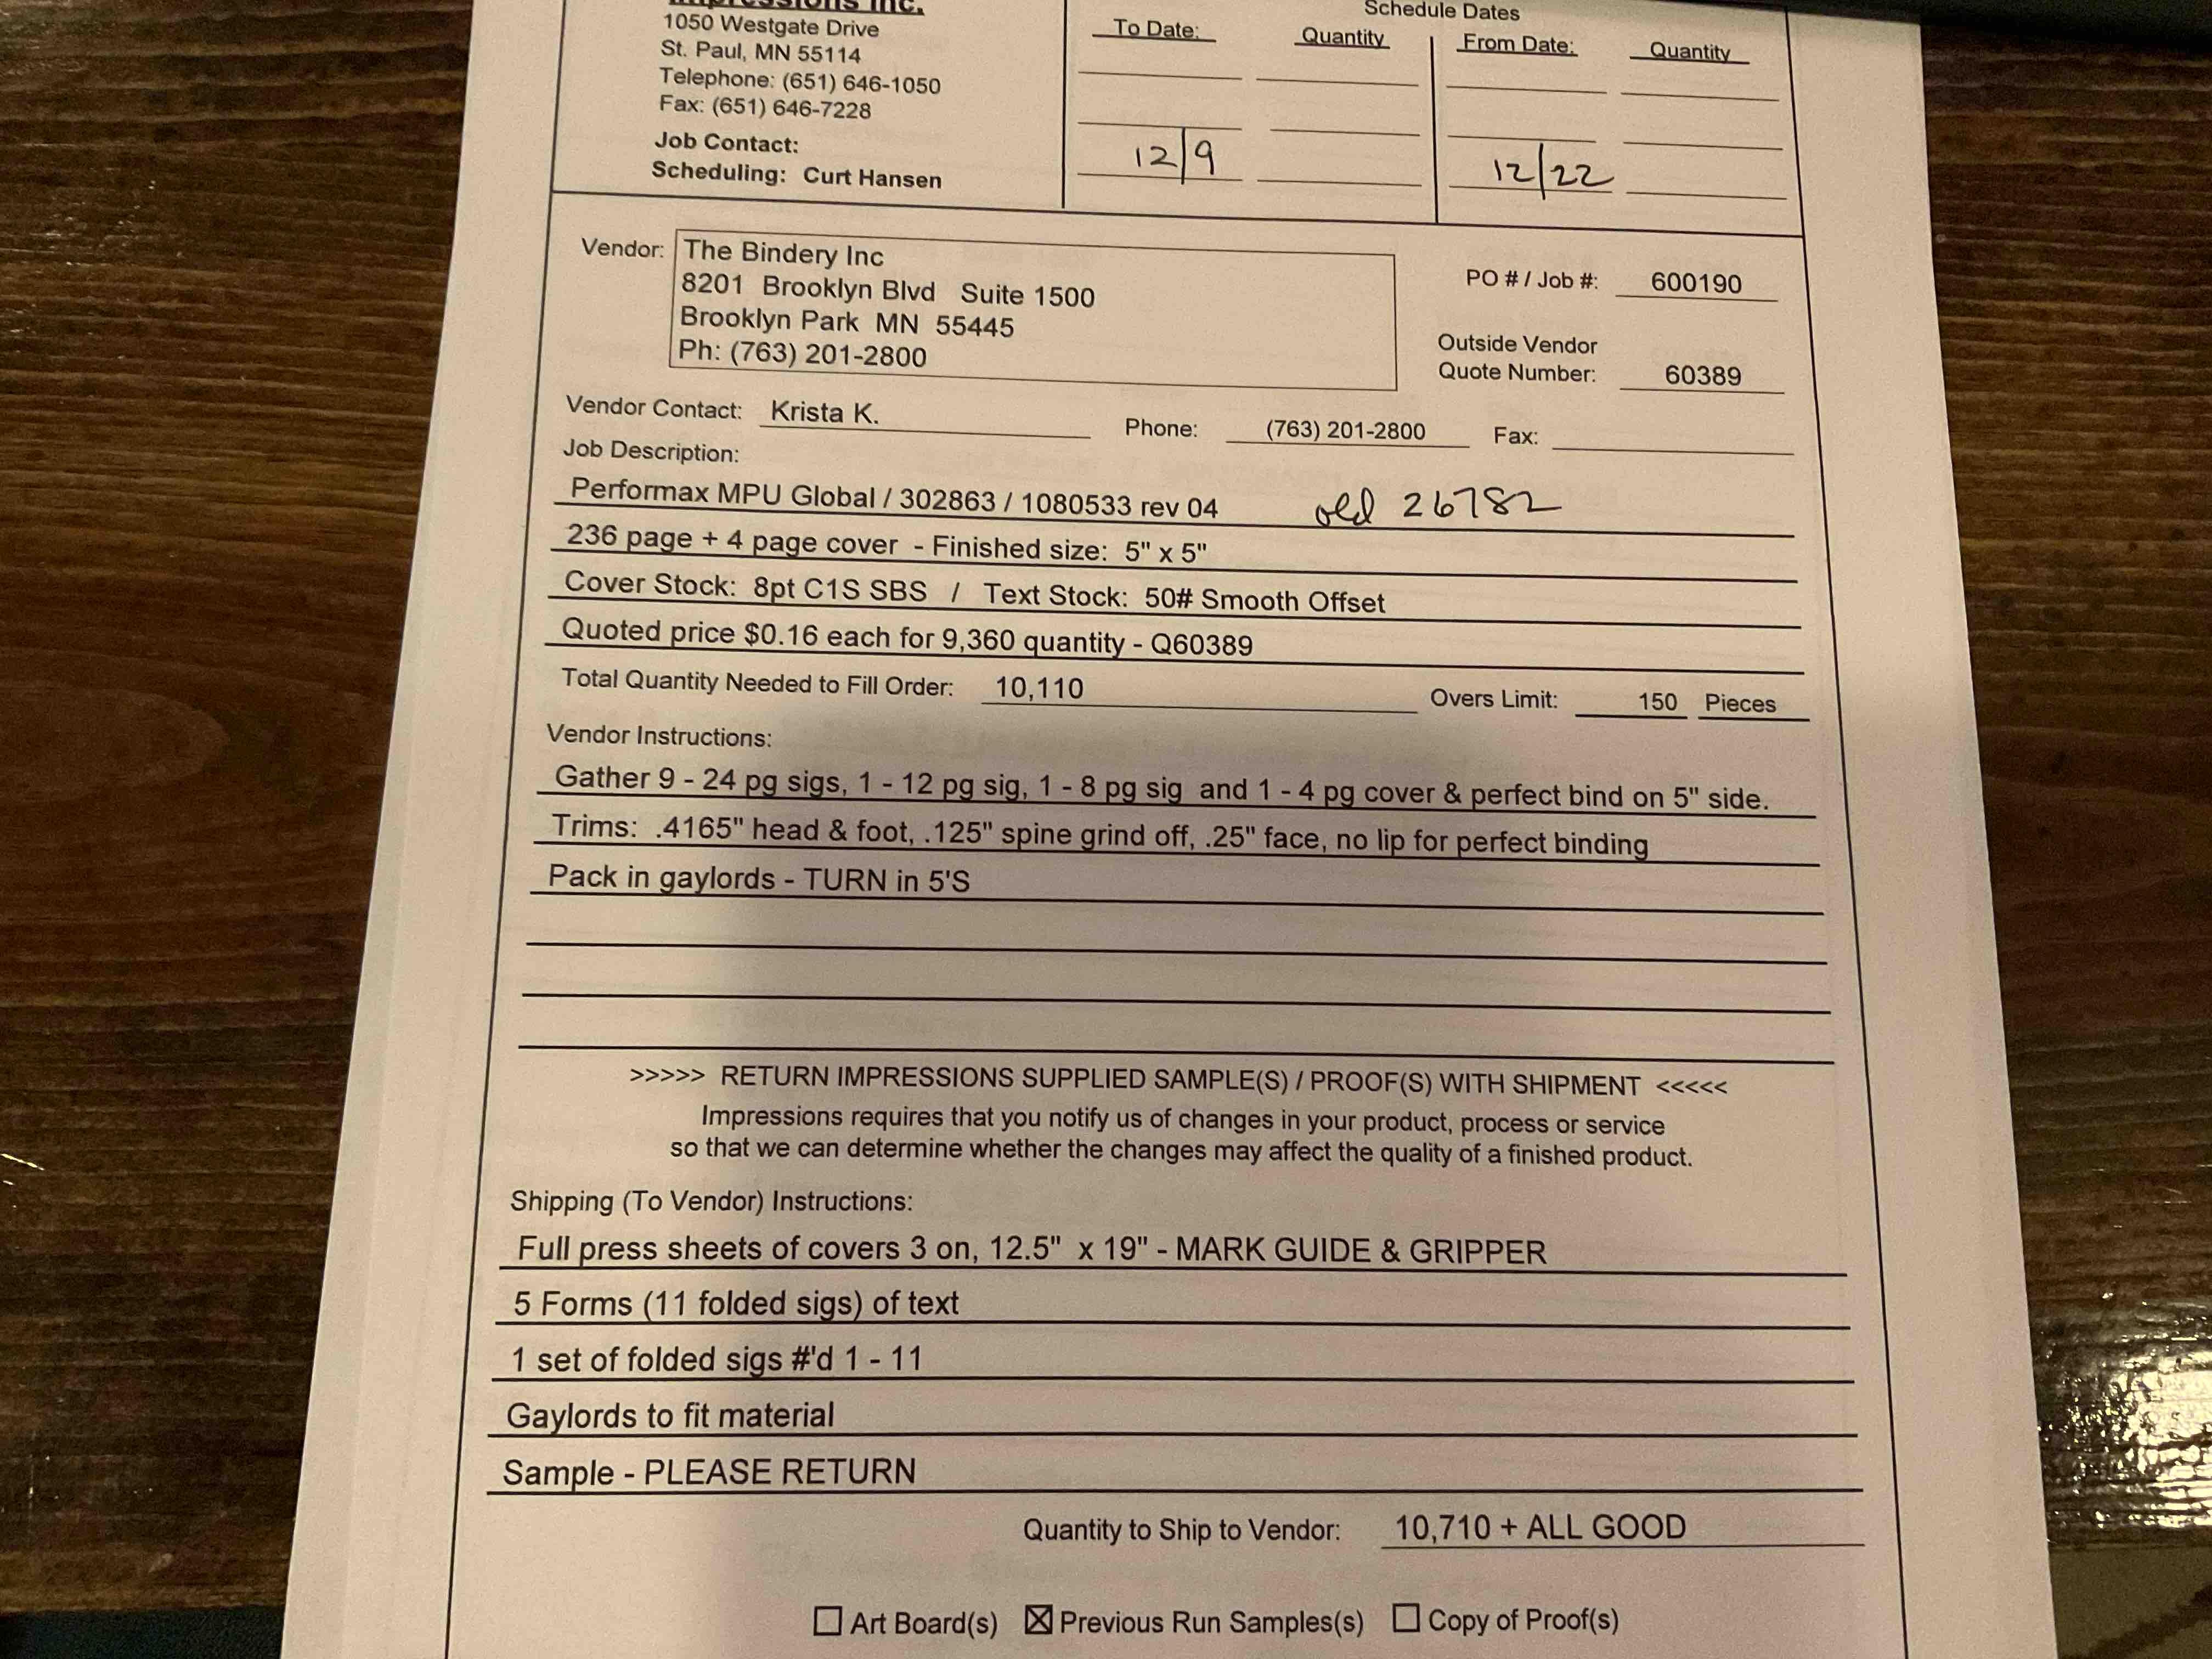 Impressions Inc.
1050 Westgate Drive
St. Paul, MN 55114
Telephone: (651) 646-1050
Fax: (651) 646-7228
Job Contact:
Scheduling: Curt Hansen
Schedule Dates
To Date: Quantity From Date: Quantity
12/9 12/22
Vendor: The Bindery Inc
8201 Brooklyn Blvd Suite 1500
Brooklyn Park MN 55445
Ph: (763) 201-2800
PO # / Job #: 600190
Outside Vendor
Quote Number: 60389
Vendor Contact: Krista K. Phone: (763) 201-2800 Fax:
Job Description:
Performax MPU Global / 302863 / 1080533 rev 04 old 26782
236 page + 4 page cover - Finished size: 5" x 5"
Cover Stock: 8pt C1S SBS / Text Stock: 50# Smooth Offset
Quoted price $0.16 each for 9,360 quantity - Q60389
Total Quantity Needed to Fill Order: 10,110 Overs Limit: 150 Pieces
Vendor Instructions:
Gather 9 - 24 pg sigs, 1 - 12 pg sig, 1 - 8 pg sig and 1 - 4 pg cover & perfect bind on 5" side.
Trims: .4165" head & foot, .125" spine grind off, .25" face, no lip for perfect binding
Pack in gaylords - TURN in 5'S
>>>>> RETURN IMPRESSIONS SUPPLIED SAMPLE(S) / PROOF(S) WITH SHIPMENT <<<<<
Impressions requires that you notify us of changes in your product, process or service
so that we can determine whether the changes may affect the quality of a finished product.
Shipping (To Vendor) Instructions:
Full press sheets of covers 3 on, 12.5" x 19" - MARK GUIDE & GRIPPER
5 Forms (11 folded sigs) of text
1 set of folded sigs #'d 1 - 11
Gaylords to fit material
Sample - PLEASE RETURN
Quantity to Ship to Vendor: 10,710 + ALL GOOD
☐ Art Board(s) ☒ Previous Run Samples(s) ☐ Copy of Proof(s)